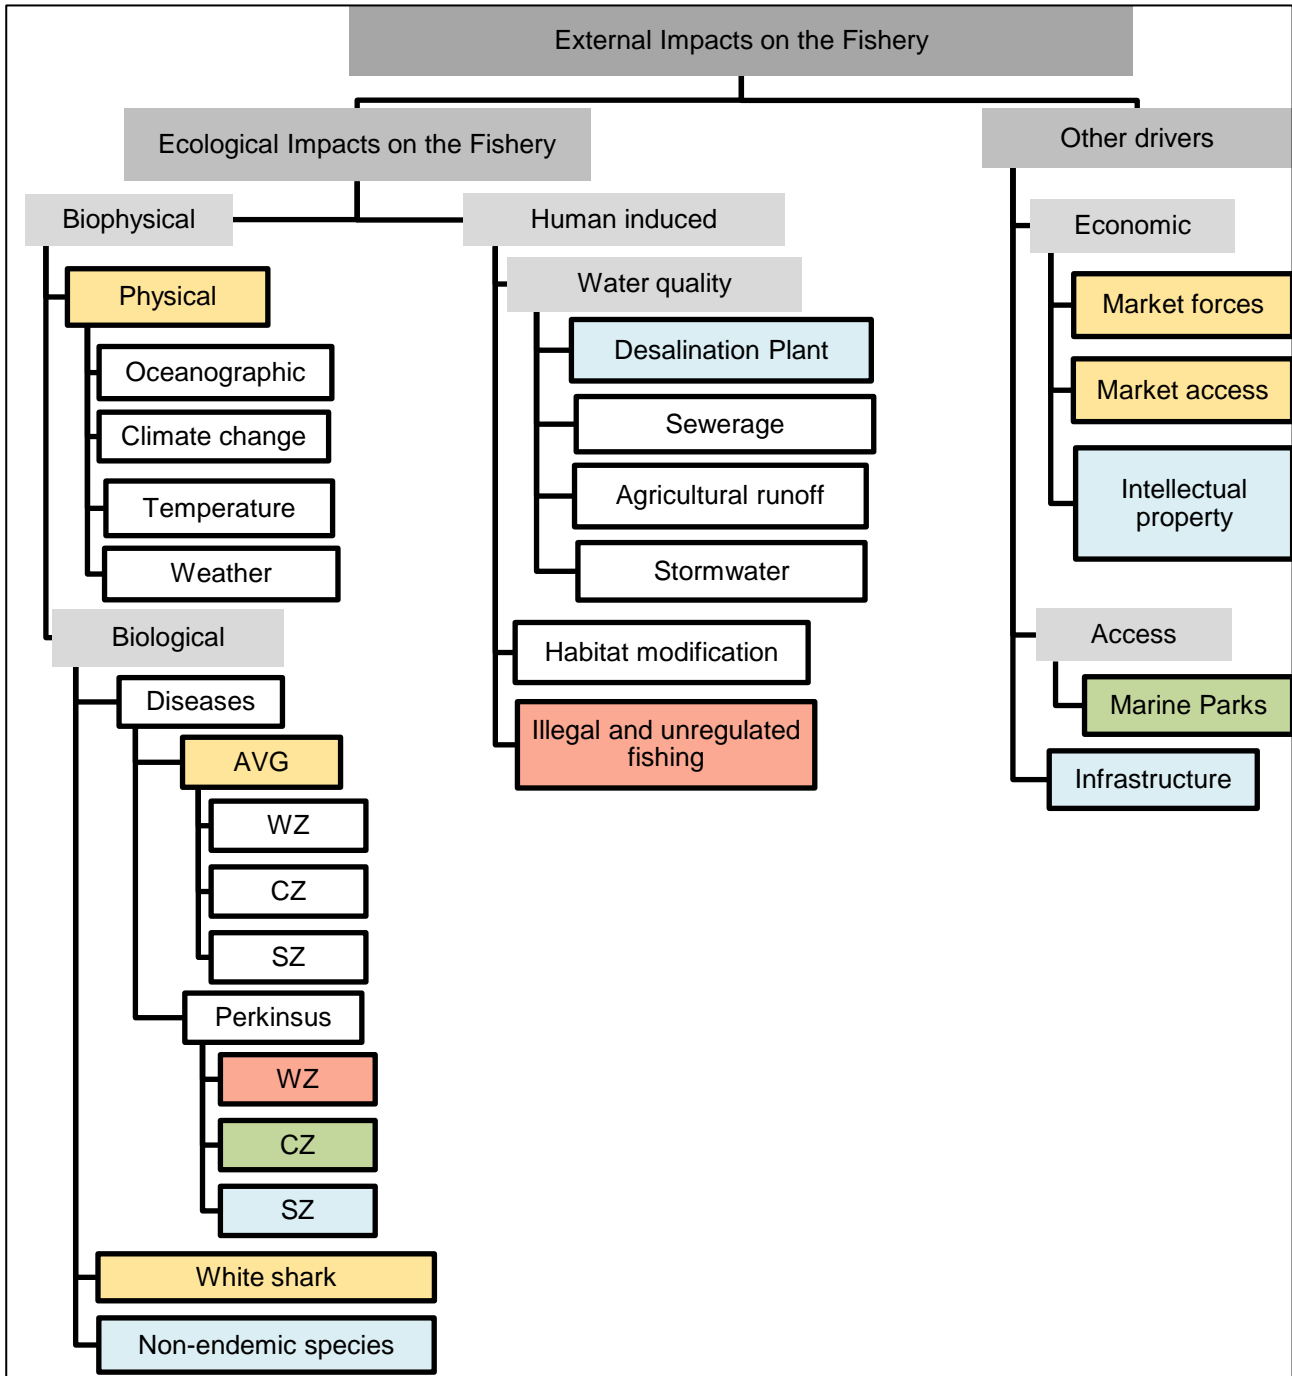 External Impacts on the Fishery
Ecological Impacts on the Fishery
Other drivers
Biophysical
Human induced
Economic
Physical
Water quality
Market forces
Oceanographic
Desalination Plant
Market access
Climate change
Sewerage
Temperature
Agricultural runoff
Intellectual
property
Weather
Stormwater
Biological
Habitat modification
Access
Diseases
Illegal and unregulated
fishing
Marine Parks
AVG
Infrastructure
WZ
CZ
SZ
Perkinsus
WZ
CZ
SZ
White shark
Non-endemic species